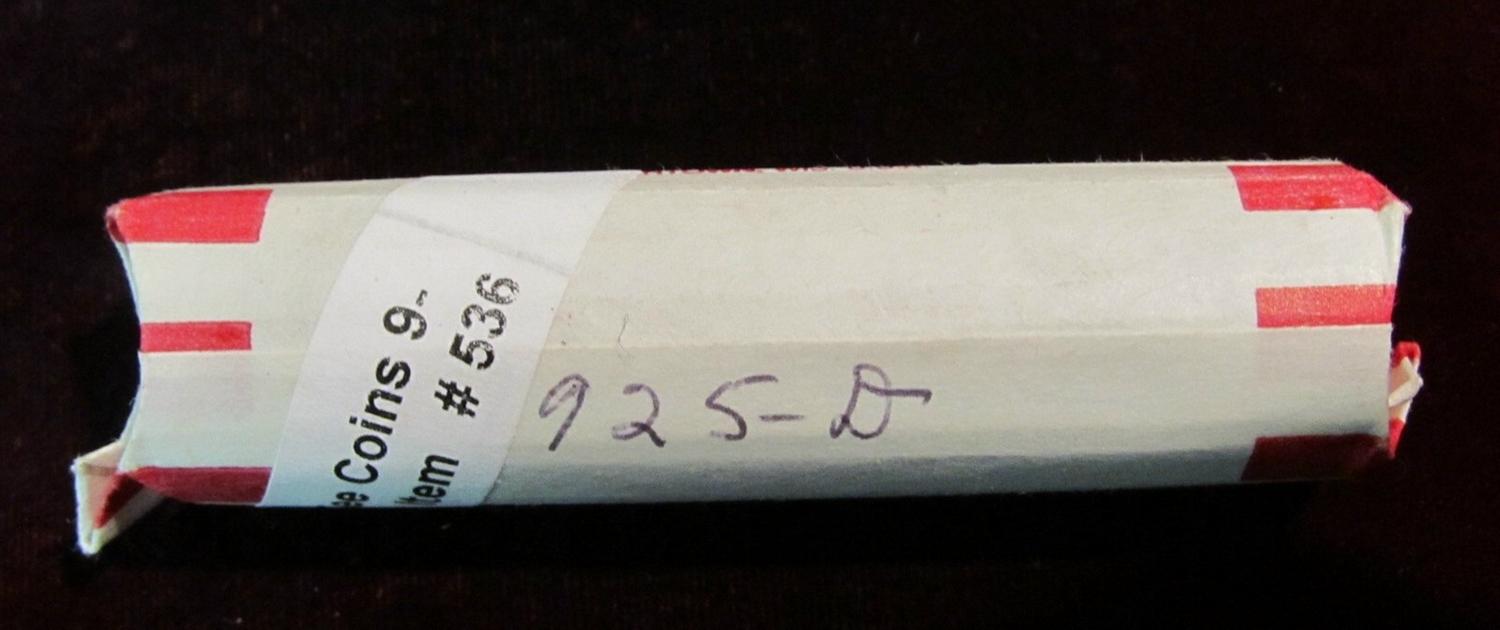 Coins 9-
Item # 536
925-D